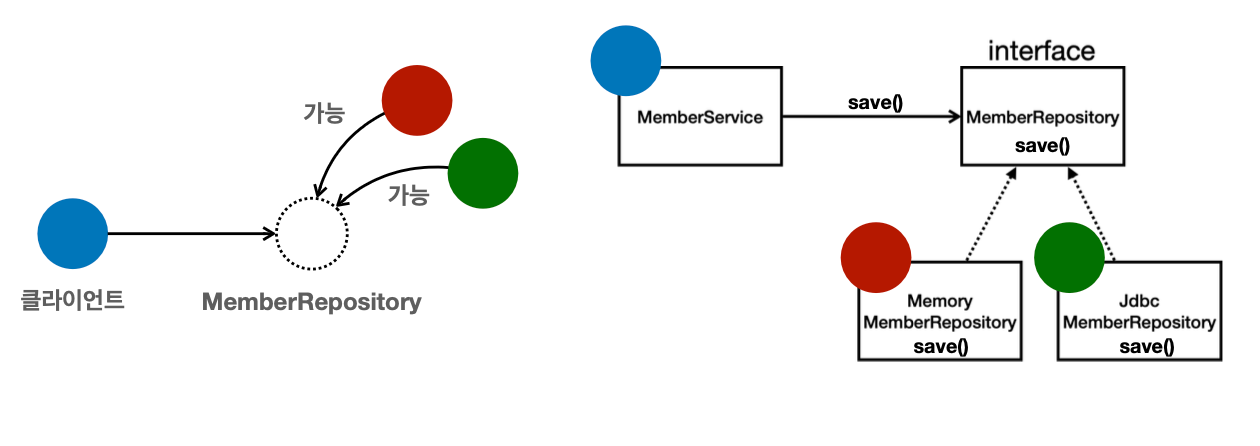 가능
가능
클라이언트
MemberRepository
MemberService
save()
interface
MemberRepository
save()
Memory
MemberRepository
save()
Jdbc
MemberRepository
save()